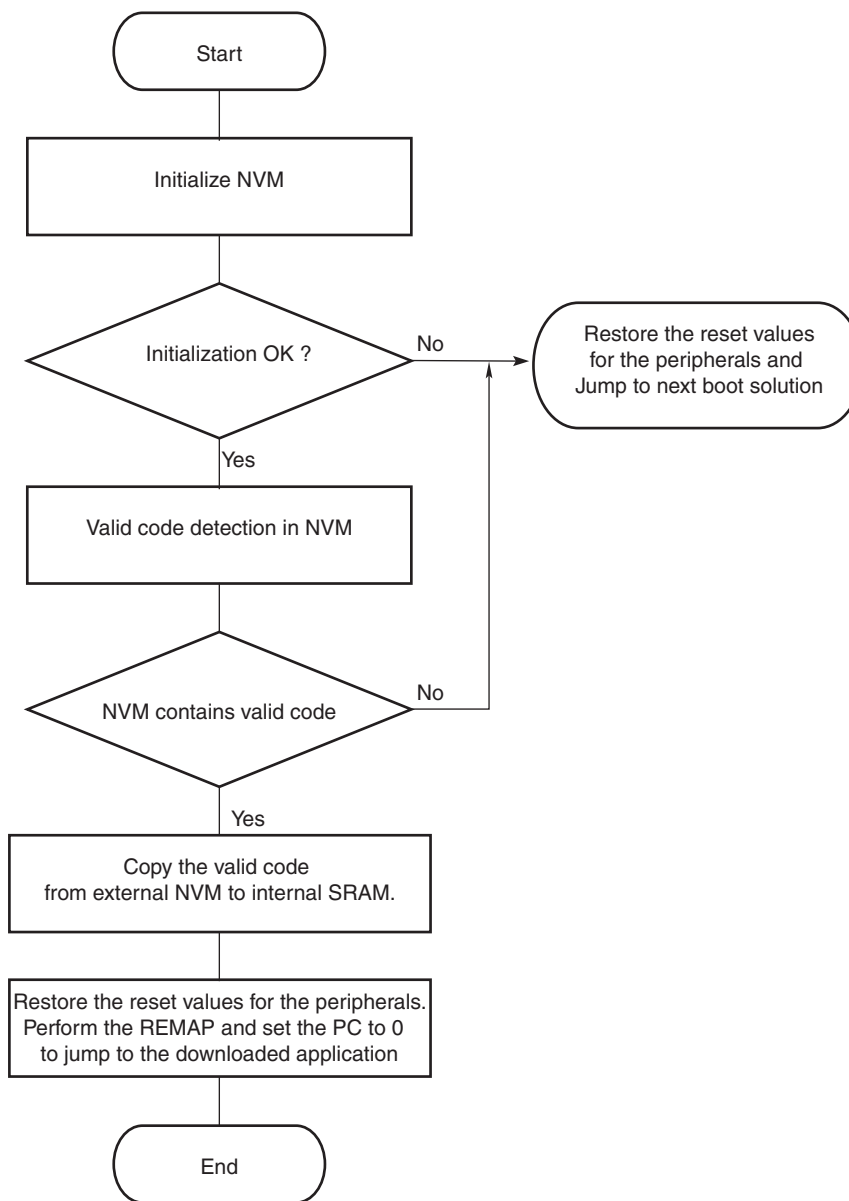 Start
Initialize NVM
Initialization OK ?
No
Restore the reset values
for the peripherals and
Jump to next boot solution
Yes
Valid code detection in NVM
NVM contains valid code
No
Yes
Copy the valid code
from external NVM to internal SRAM.
Restore the reset values for the peripherals.
Perform the REMAP and set the PC to 0
to jump to the downloaded application
End